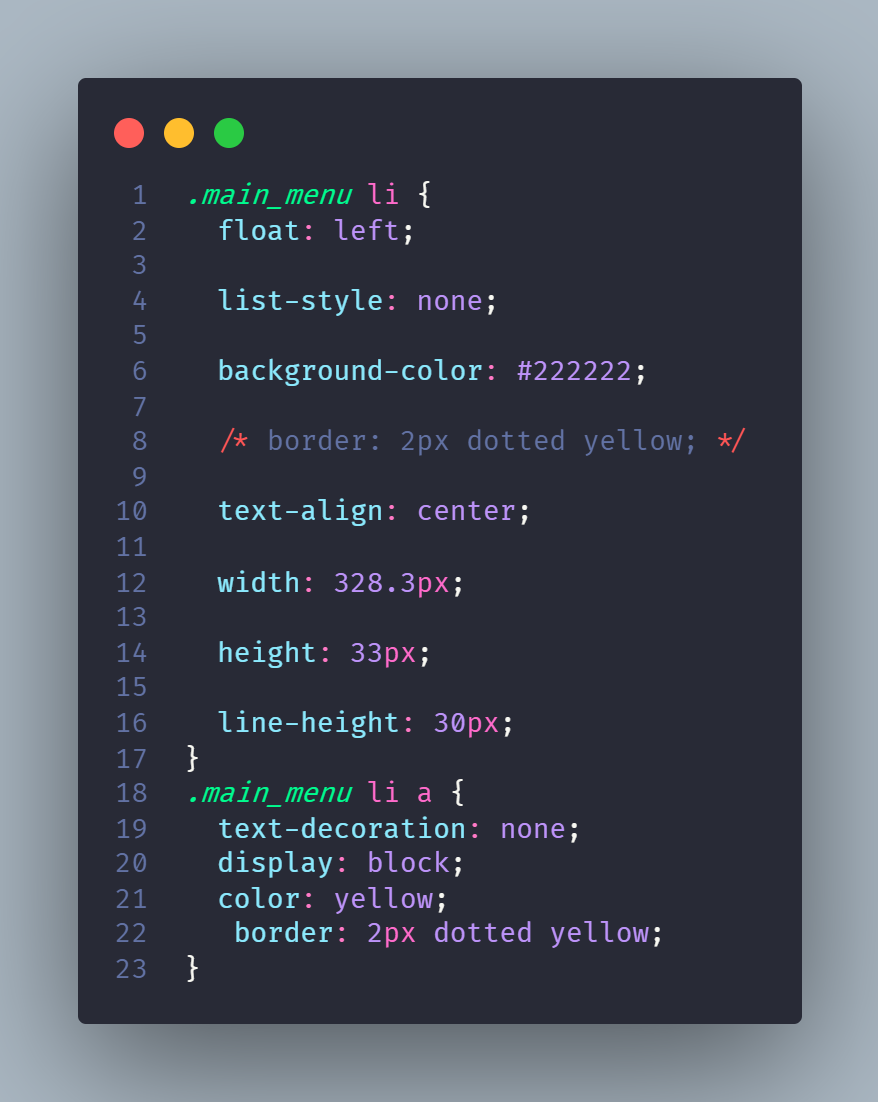 1 .main_menu li {
2   float: left;
3
4   list-style: none;
5
6   background-color: #222222;
7
8   /* border: 2px dotted yellow; */
9
10   text-align: center;
11
12   width: 328.3px;
13
14   height: 33px;
15
16   line-height: 30px;
17 }
18 .main_menu li a {
19   text-decoration: none;
20   display: block;
21   color: yellow;
22    border: 2px dotted yellow;
23 }